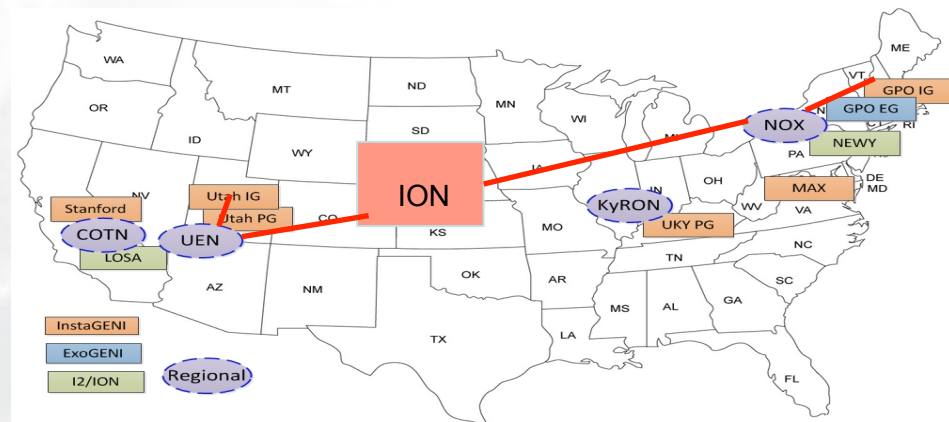 WA
ME
MT
ND
VT
OR
MN
GPO IG
ID
SD
WI
GPO EG
RI
NOX
WY
NEWY
IA
PA
NV
Utah IG
ION
OH
DE
MD
Stanford
Utah PG
CO
IN
MAX
KyRON
WV
VA
COTN
UEN
KS
MO
UKY PG
LOSA
NC
TN
AZ
NM
OK
AR
SC
MS
AL
GA
InstaGENI
TX
LA
ExoGENI
I2/ION
Regional
FL